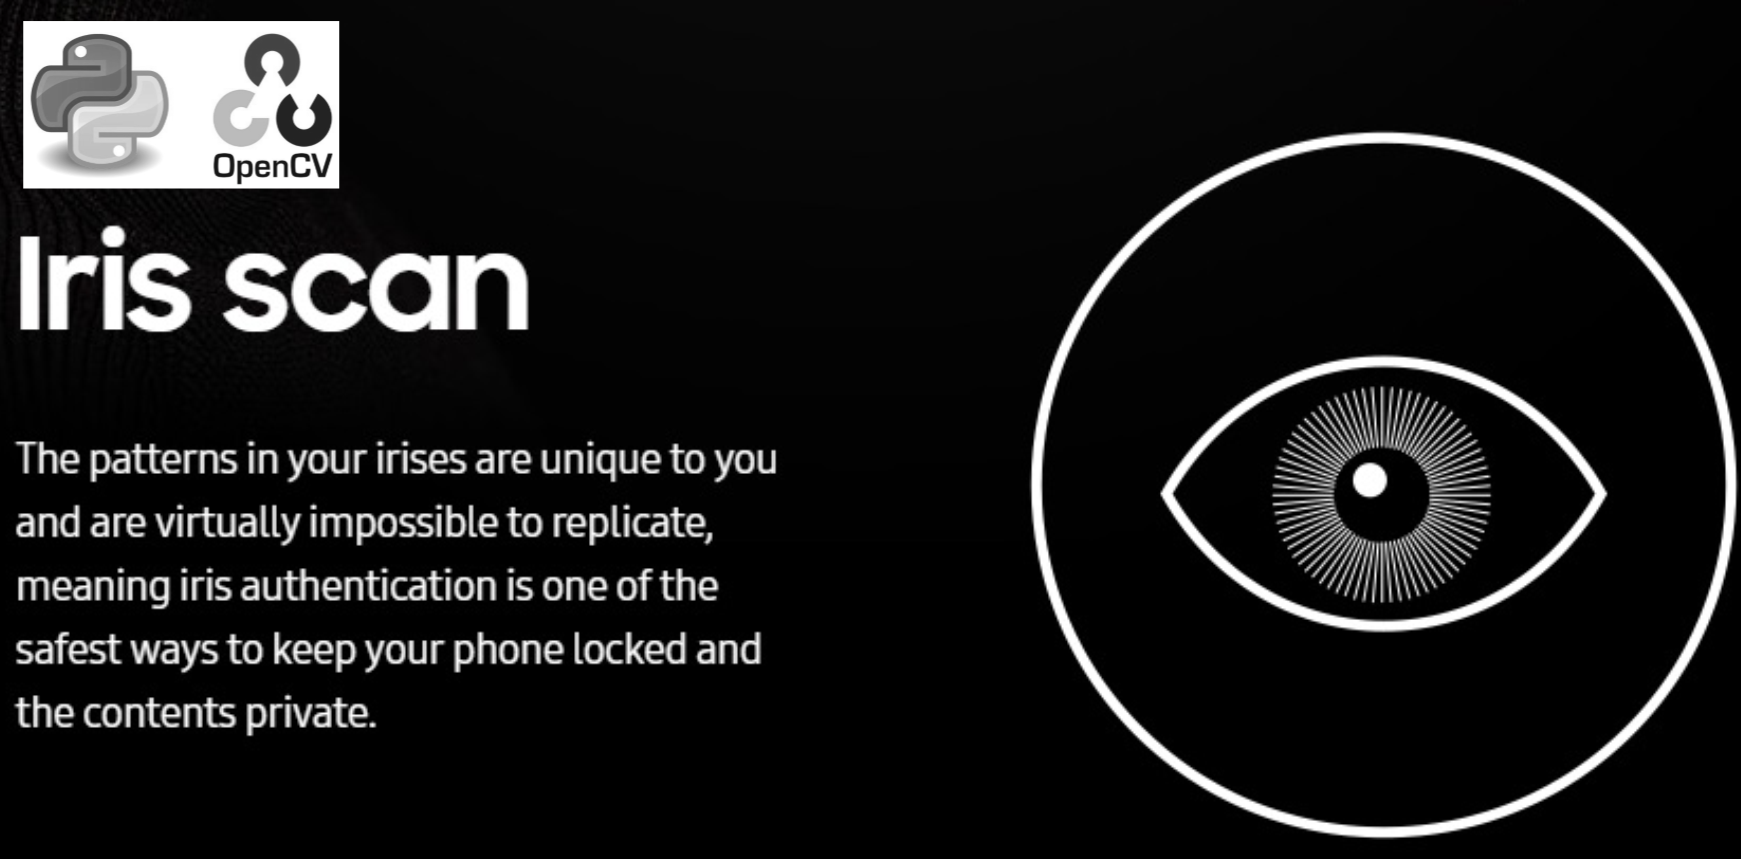 OpenCV
Iris scan
The patterns in your irises are unique to you
and are virtually impossible to replicate,
meaning iris authentication is one of the
safest ways to keep your phone locked and
the contents private.